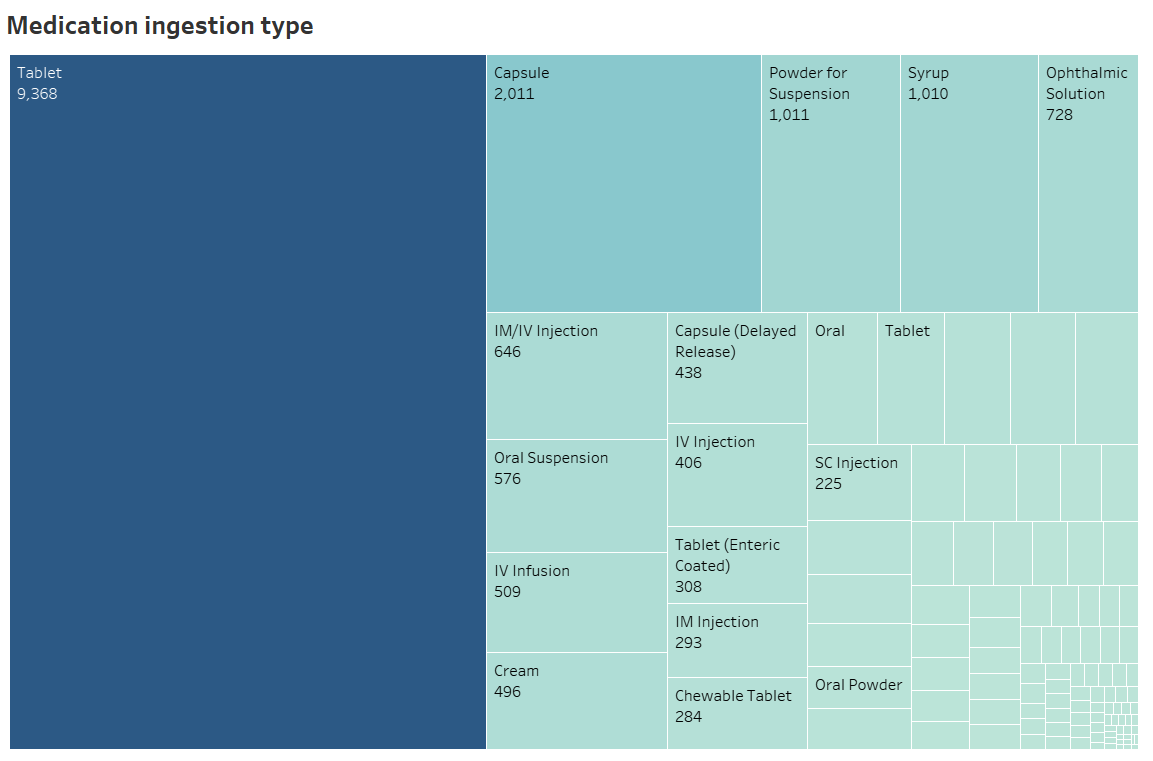 Medication ingestion type
Tablet
9,368
Capsule
2,011
Powder for
Suspension
1,011
Syrup
1,010
Ophthalmic
Solution
728
IM/IV Injection
646
Oral Suspension
576
IV Infusion
509
Cream
496
Capsule (Delayed
Release)
438
IV Injection
406
Tablet (Enteric
Coated)
308
IM Injection
293
Chewable Tablet
284
Oral
Tablet
SC Injection
225
Oral Powder